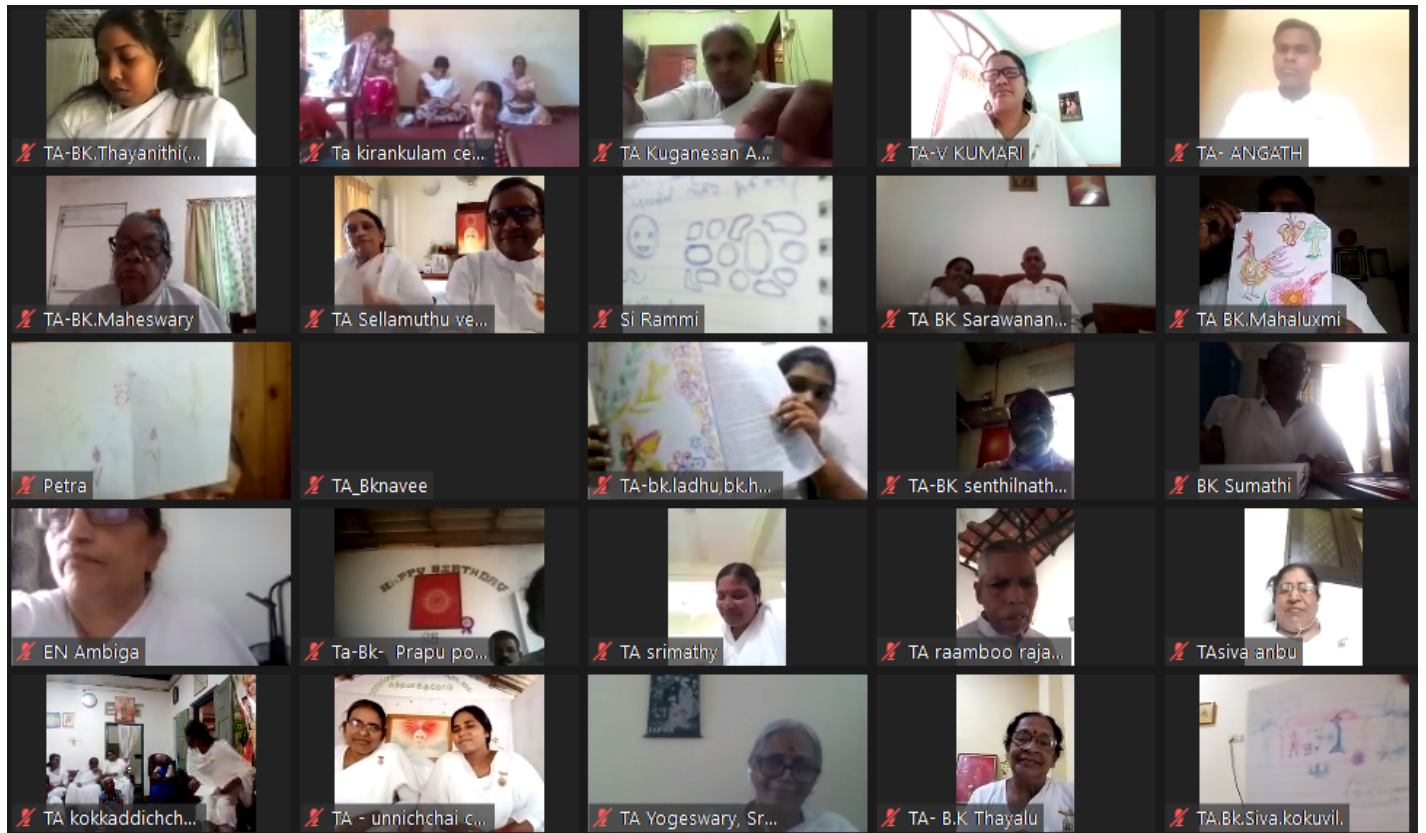 TA-BK.Thayanithi(...
Ta kirankulam ce...
TA Kuganesan A...
TA-V KUMARI
TA- ANGATH
TA-BK.Maheswary
TA Sellamuthu ve...
Si Rammi
TA BK Sarawanan...
TA BK.Mahaluxmi
Petra
TA_Bknavee
TA-bk.ladhu,bk.h...
TA-BK senthilnath...
BK Sumathi
EN Ambiga
HAPPY BIRTHDAY
Ta-Bk- Prapu po...
TA srimathy
TA raamboo raja...
TAsiva anbu
TA kokkaddichch...
TA - unnichchai c...
JAPAN
TA Yogeswary, Sr...
TA- B.K Thayalu
TA.Bk.Siva.kokuvil.